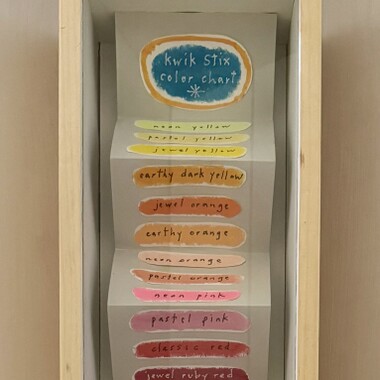 kwik stix
color chart
neon yellow
pastel yellow
jewel yellow
earthy dark yellow
jewel orange
earthy orange
neon orange
pastel orange
neon pink
pastel pink
classic red
jewel ruby red